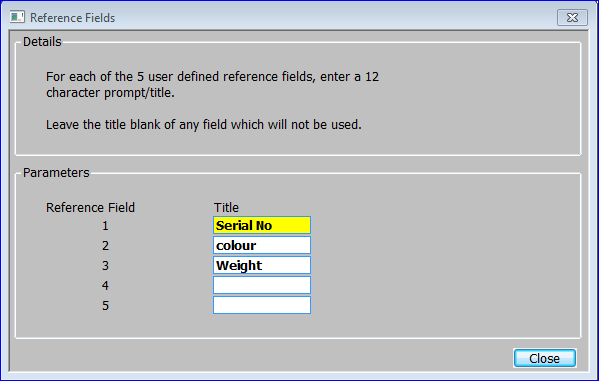 Reference Fields
Details
For each of the 5 user defined reference fields, enter a 12
character prompt/title.
Leave the title blank of any field which will not be used.
Parameters
Reference Field Title
1 Serial No
2 colour
3 Weight
4
5
Close